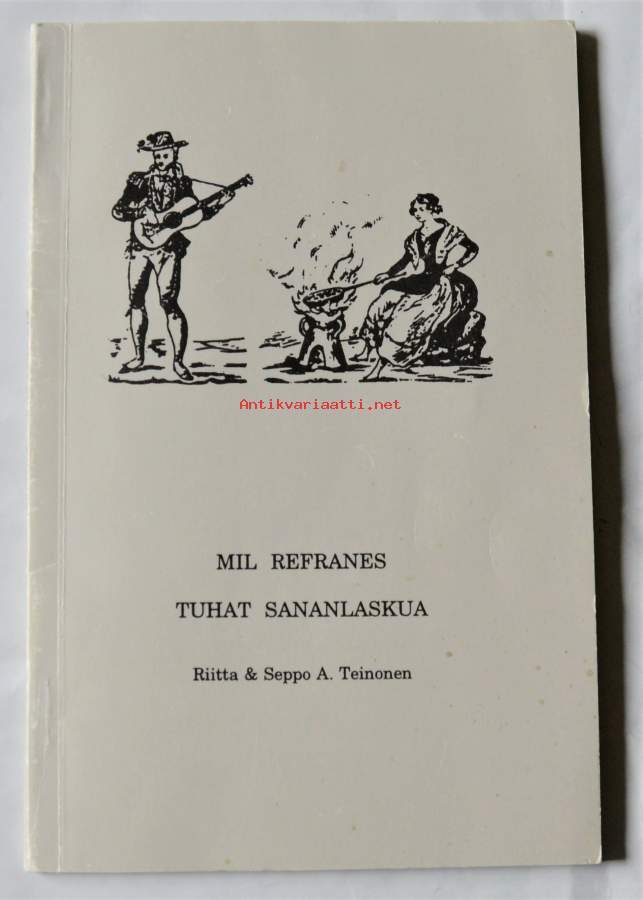 Antikvariaatti.net
MIL REFRANES
TUHAT SANANLASKUA
Riitta & Seppo A. Teinonen